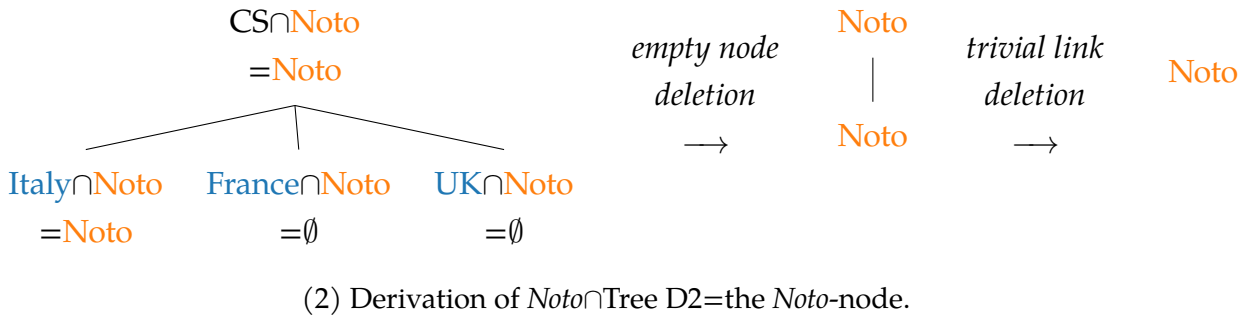 CS∩Noto
=Noto
Italy∩Noto
=Noto
France∩Noto
=∅
UK∩Noto
=∅
empty node
deletion
→
Noto
Noto
trivial link
deletion
→
Noto
(2) Derivation of Noto∩Tree D2=the Noto-node.